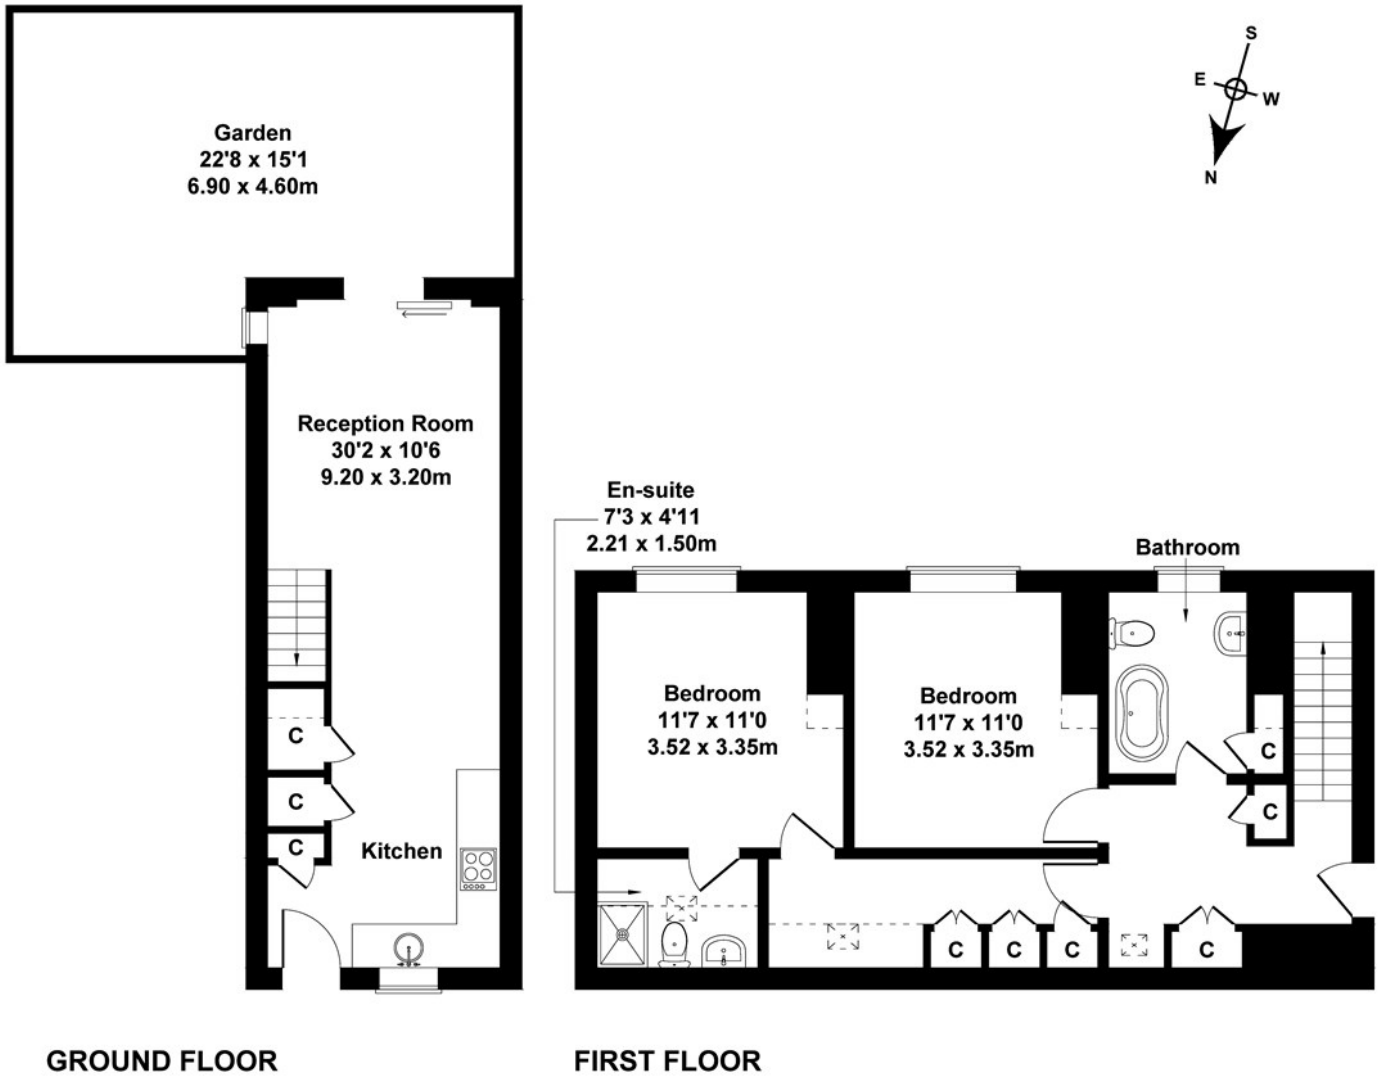 S
E
W
N
Garden
22'8 x 15'1
6.90 x 4.60m
Reception Room
30'2 x 10'6
9.20 x 3.20m
C
C
C
Kitchen
GROUND FLOOR
En-suite
7'3 x 4'11
2.21 x 1.50m
Bathroom
Bedroom
11'7 x 11'0
3.52 x 3.35m
Bedroom
11'7 x 11'0
3.52 x 3.35m
C
C
C
C
C
C
FIRST FLOOR